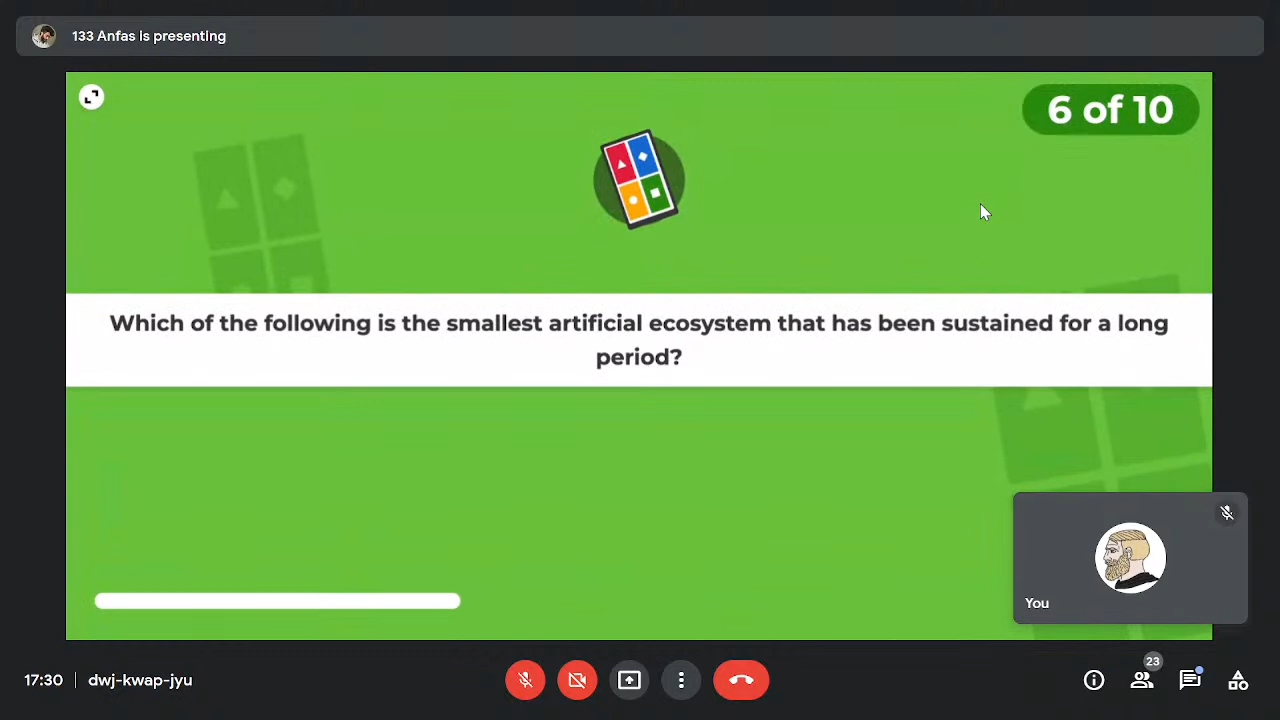 133 Anfas Is presenting
6 of 10
Which of the following is the smallest artificial ecosystem that has been sustained for a long
period?
You
17:30 | dwj-kwap-jyu
23